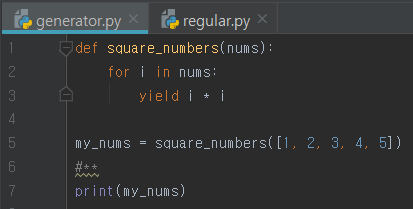 generator.py regular.py
1 def square_numbers(nums):
2 for i in nums:
3 yield i * i
4
5 my_nums = square_numbers([1, 2, 3, 4, 5])
6 #**
7 print(my_nums)